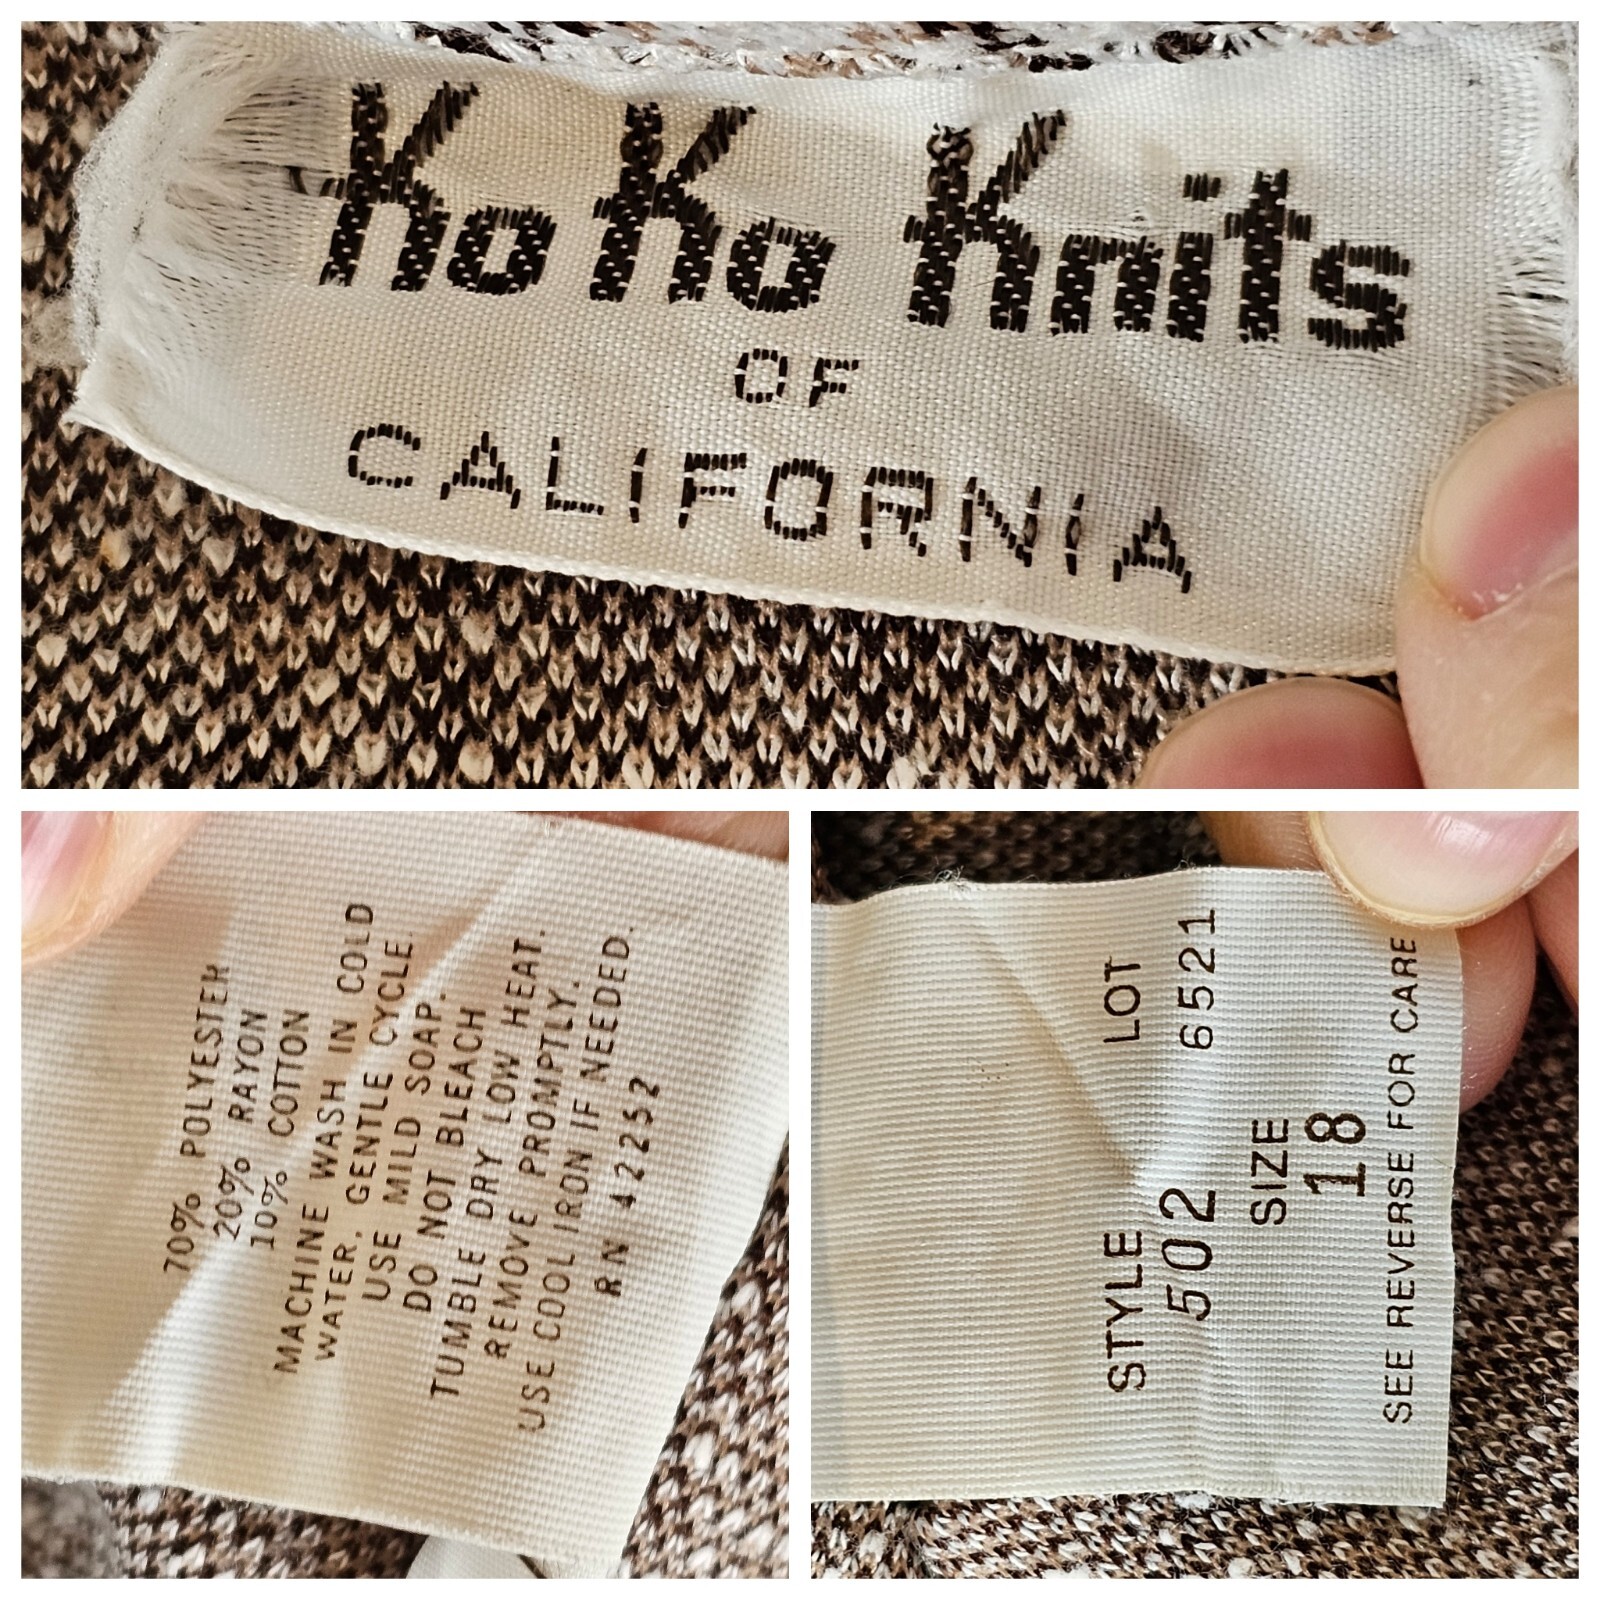 Ko Ko Knits
OF
CALIFORNIA
70% POLYESTER
20% RAYON
10% COTTON
MACHINE WASH IN COLD
WATER, GENTLE CYCLE.
USE MILD SOAP.
DO NOT BLEACH
TUMBLE DRY LOW HEAT.
REMOVE PROMPTLY.
USE COOL IRON IF NEEDED.
RN 42252
STYLE LOT
502 6521
SIZE
18
SEE REVERSE FOR CARE